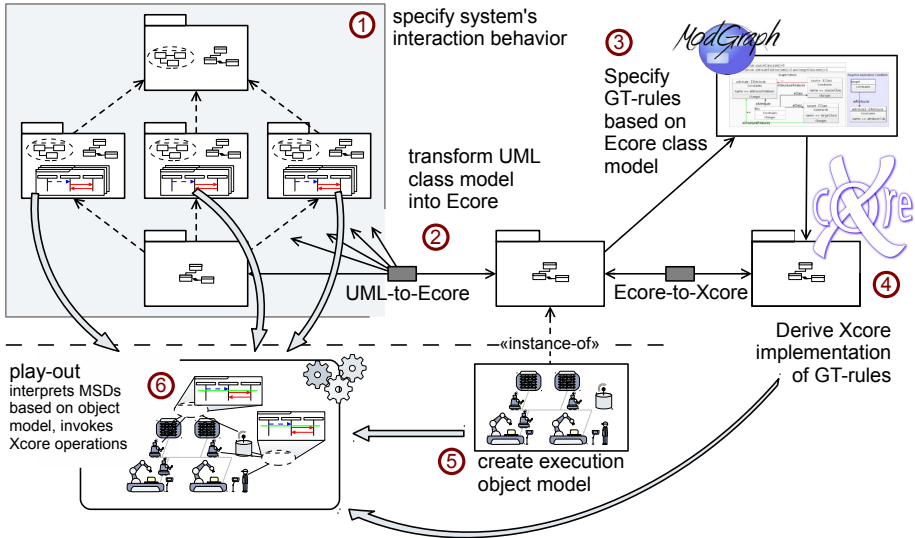 1
specify system's
interaction behavior
3
ModGraph
Specify
GT-rules
based on
Ecore class
model
transform UML
class model
into Ecore
2
UML-to-Ecore
Ecore-to-Xcore
Xcore
4
Derive Xcore
implementation
of GT-rules
«instance-of»
play-out
interprets MSDs
based on object
model, invokes
Xcore operations
6
5
create execution
object model